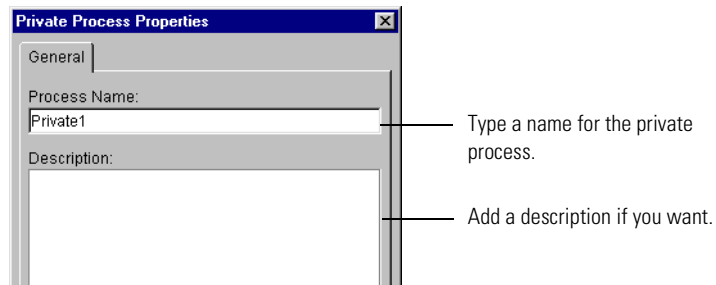 Private Process Properties
General
Process Name:
Private1
Type a name for the private
process.
Description:
Add a description if you want.